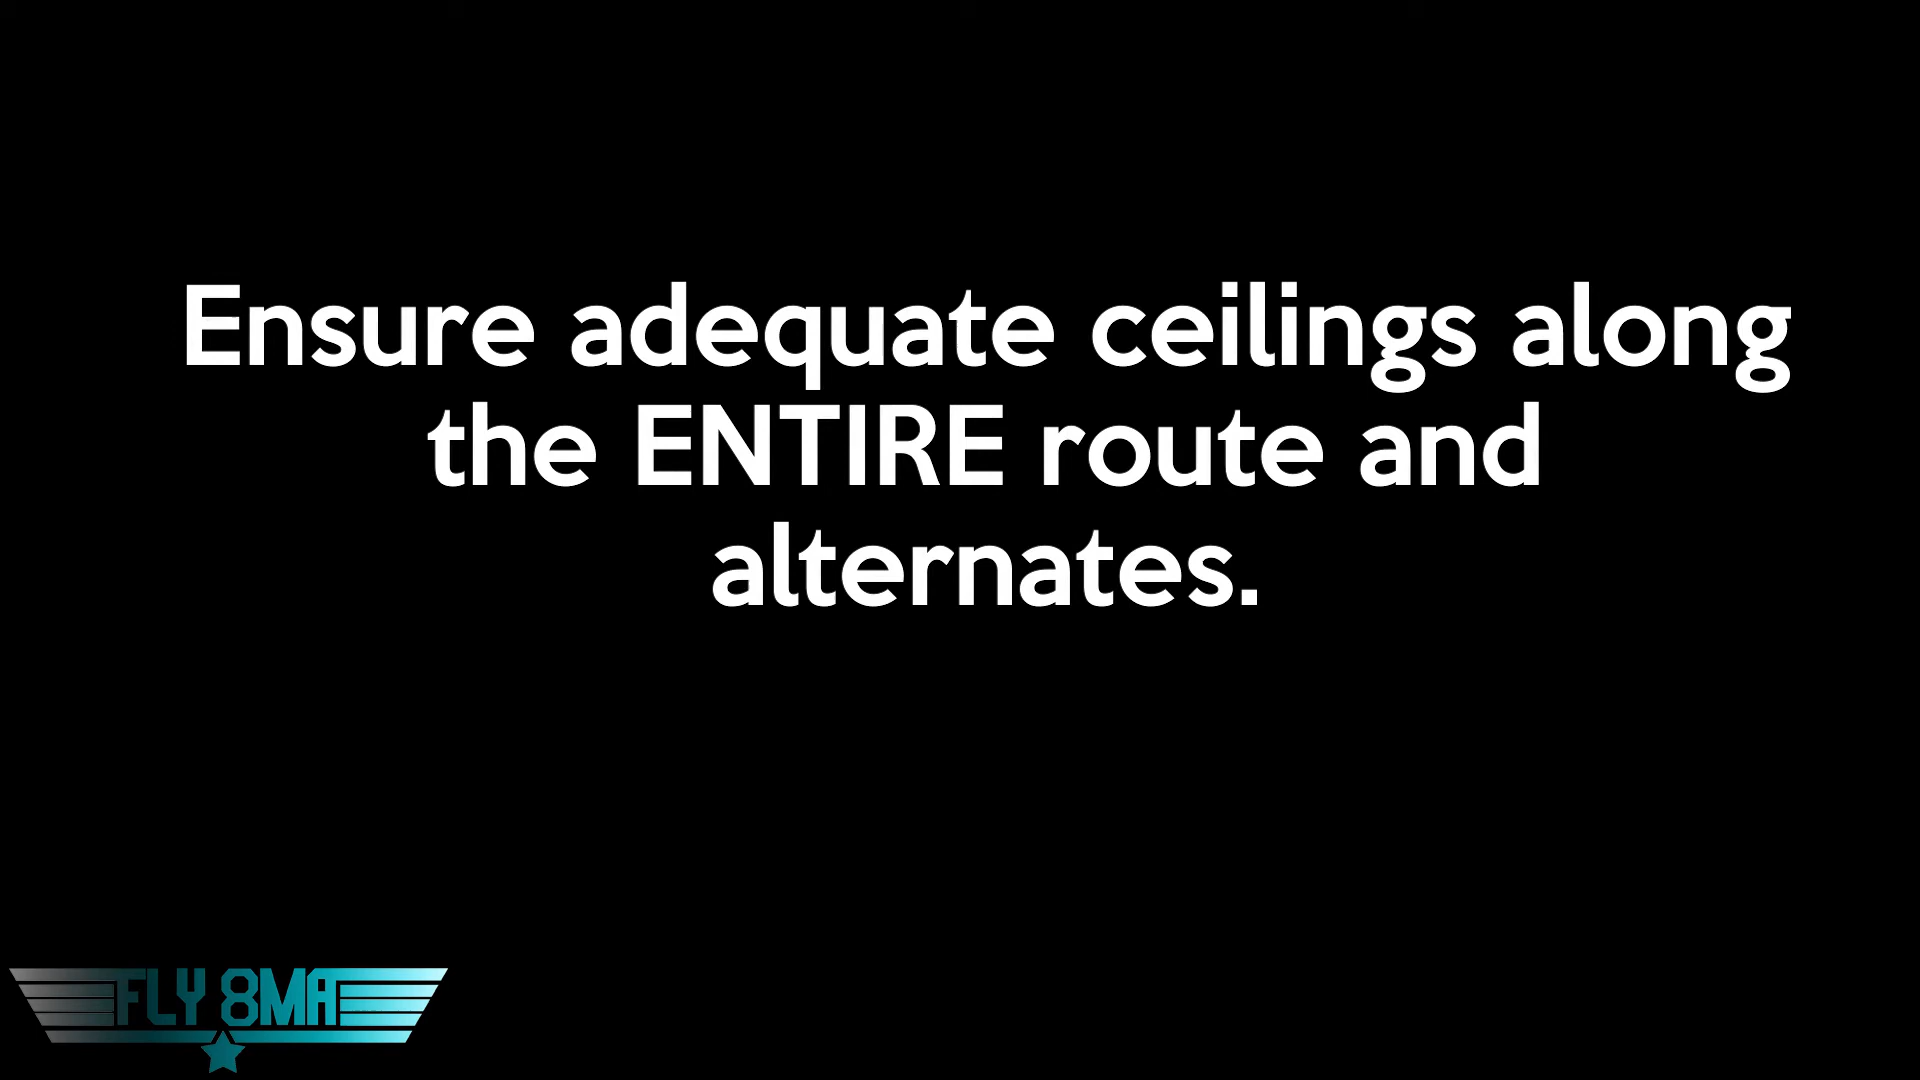 Ensure adequate ceilings along
the ENTIRE route and
alternates.
FLY 8MA